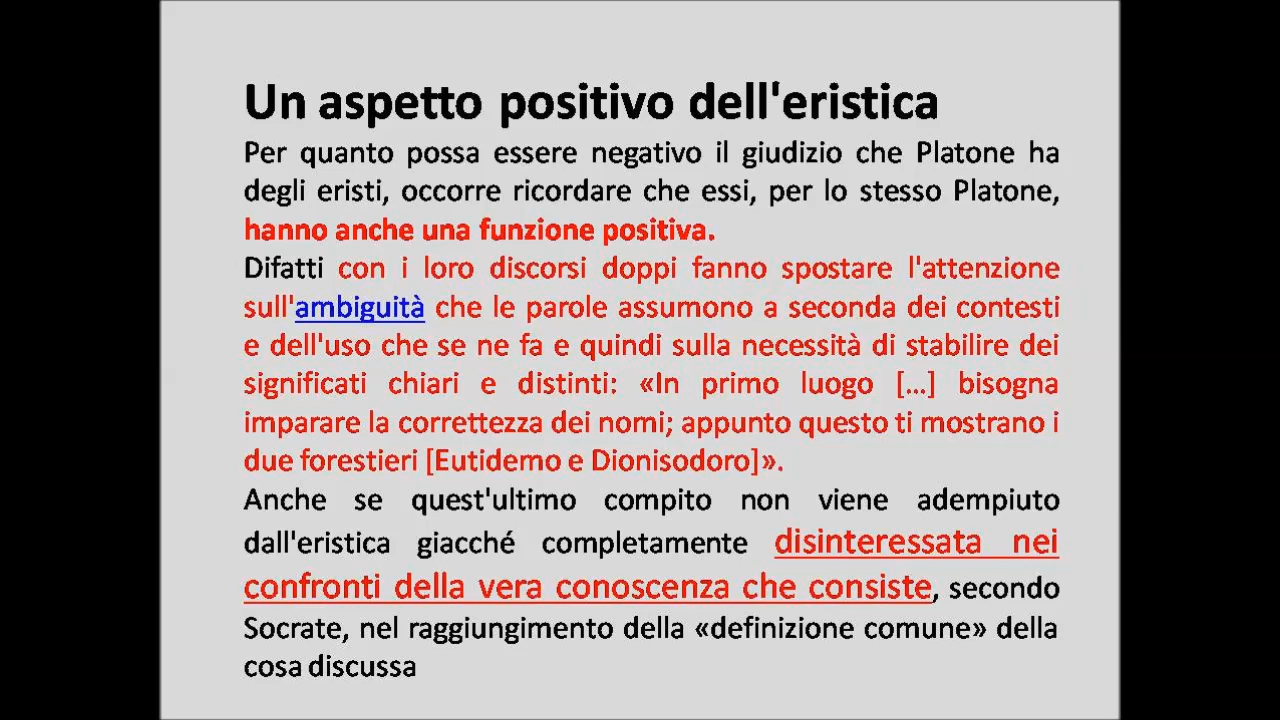 Un aspetto positivo dell'eristica
Per quanto possa essere negativo il giudizio che Platone ha
degli eristi, occorre ricordare che essi, per lo stesso Platone,
hanno anche una funzione positiva.
Difatti con i loro discorsi doppi fanno spostare l'attenzione
sull'ambiguità che le parole assumono a seconda dei contesti
e dell'uso che se ne fa e quindi sulla necessità di stabilire dei
significati chiari e distinti: «In primo luogo [...] bisogna
imparare la correttezza dei nomi; appunto questo ti mostrano i
due forestieri [Eutidemo e Dionisodoro]».
Anche se quest'ultimo compito non viene adempiuto
dall'eristica giacché completamente disinteressata nei
confronti della vera conoscenza che consiste, secondo
Socrate, nel raggiungimento della «definizione comune» della
cosa discussa